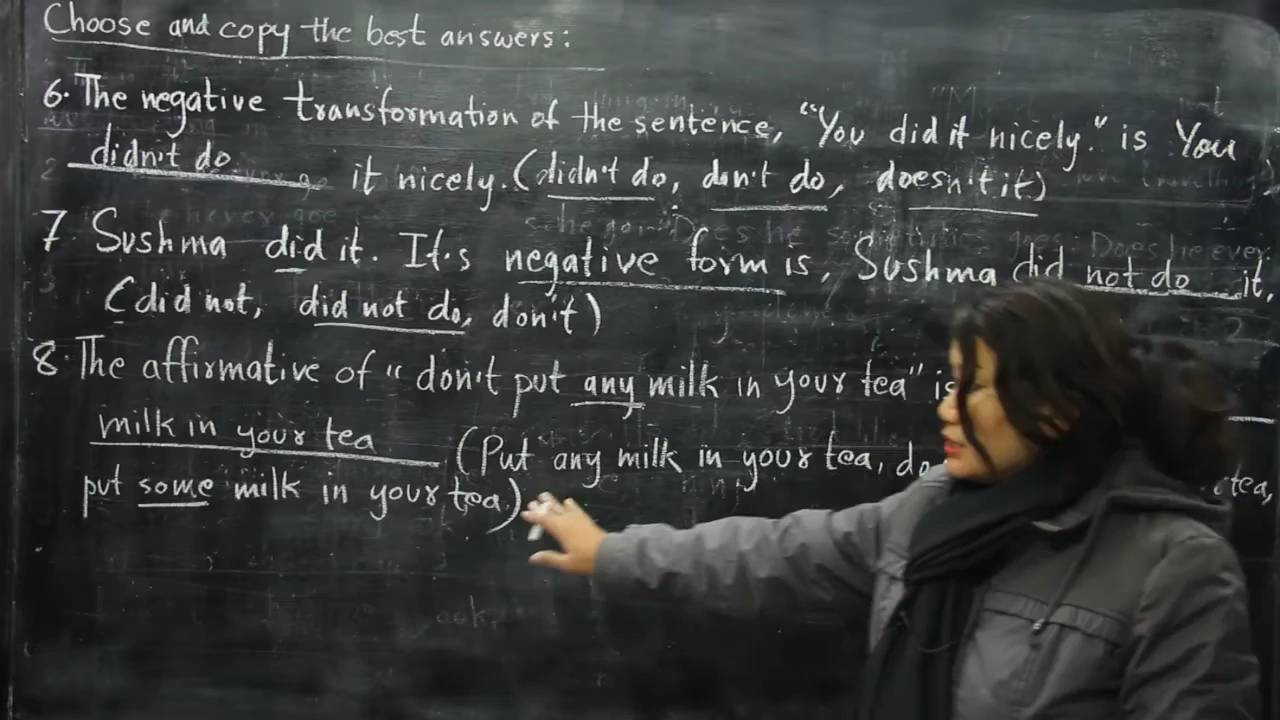 Choose and copy the best answers:
6. The negative transformation of the sentence, "You did it nicely." is You
didn't do it nicely. (didn't do, don't do, doesn't it)
7 Sushma did it. It's negative form is, Sushma did not do it.
(did not, did not do, don't)
8. The affirmative of "don't put any milk in your tea" is
milk in your tea (Put any milk in your tea, do tea,
put some milk in your tea)